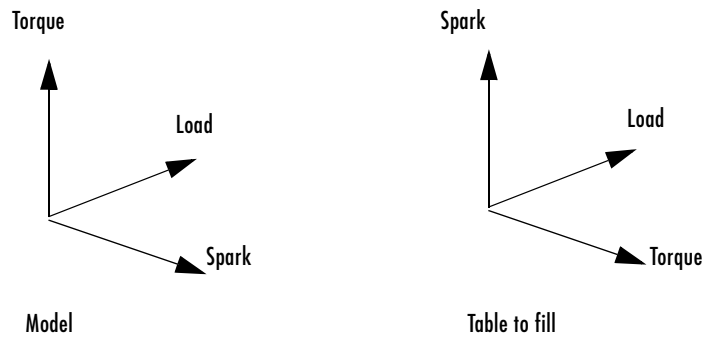 Torque
Load
Spark
Model
Spark
Load
Torque
Table to fill